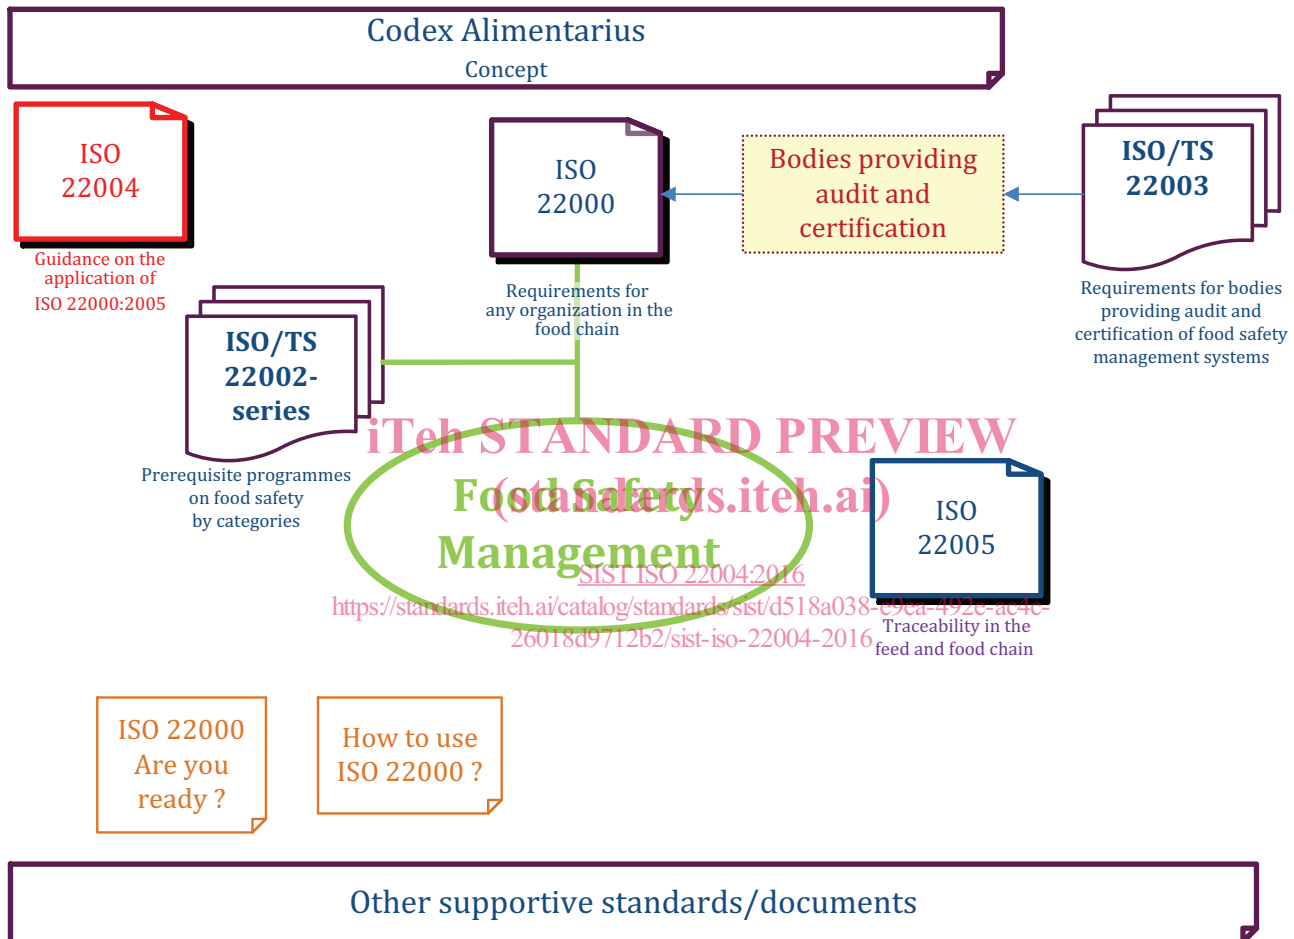 Codex Alimentarius
Concept
ISO
22004
Guidance on the
application of
ISO 22000:2005
ISO
22000
Requirements for
any organization in the
food chain
Bodies providing
audit and
certification
ISO/TS
22003
Requirements for bodies
providing audit and
certification of food safety
management systems
ISO/TS
22002-
series
Prerequisite programmes
on food safety
by categories
iTeh STANDARD PREVIEW
(standards.iteh.ai)
Food Safety
Management
SIST ISO 22004:2016
https://standards.iteh.ai/catalog/standards/sist/d518a038-e9ea-492e-ac4e-
26018d9712b2/sist-iso-22004-2016
ISO
22005
Traceability in the
feed and food chain
ISO 22000
Are you
ready ?
How to use
ISO 22000 ?
Other supportive standards/documents